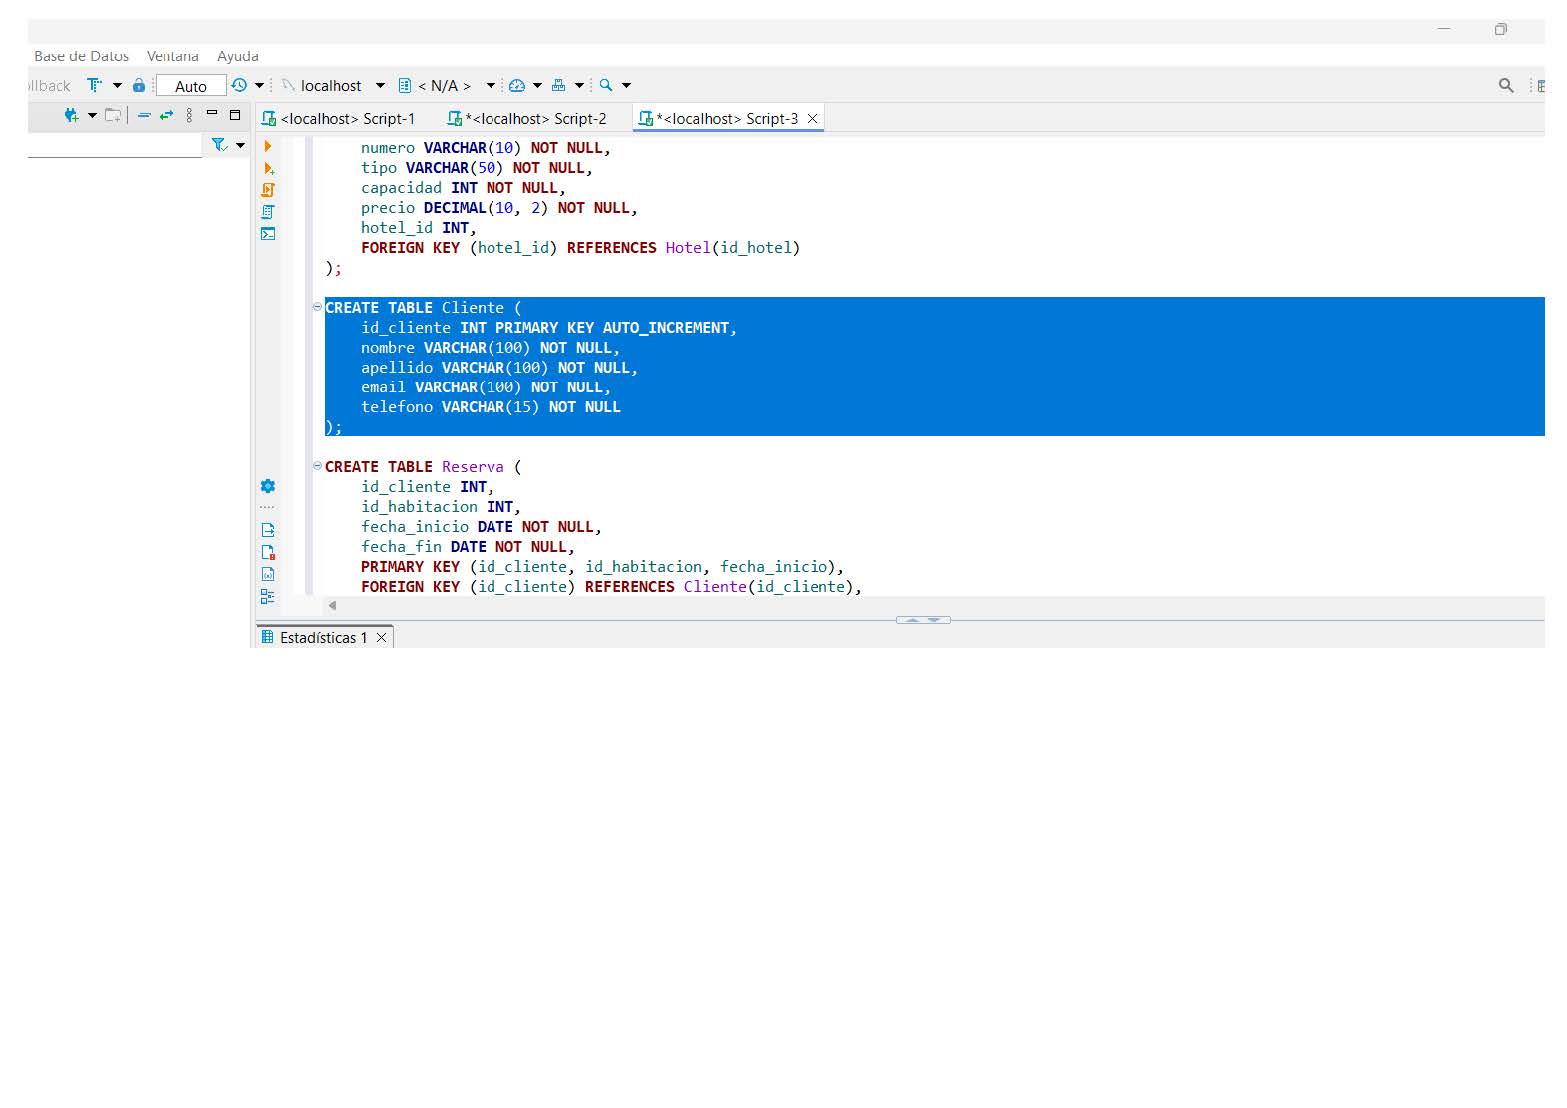 Base de Datos Ventana Ayuda
llback Auto localhost < N/A >
<localhost> Script-1 *<localhost> Script-2 *<localhost> Script-3
numero VARCHAR(10) NOT NULL,
tipo VARCHAR(50) NOT NULL,
capacidad INT NOT NULL,
precio DECIMAL(10, 2) NOT NULL,
hotel_id INT,
FOREIGN KEY (hotel_id) REFERENCES Hotel(id_hotel)
);
CREATE TABLE Cliente (
id_cliente INT PRIMARY KEY AUTO_INCREMENT,
nombre VARCHAR(100) NOT NULL,
apellido VARCHAR(100) NOT NULL,
email VARCHAR(100) NOT NULL,
telefono VARCHAR(15) NOT NULL
);
CREATE TABLE Reserva (
id_cliente INT,
id_habitacion INT,
fecha_inicio DATE NOT NULL,
fecha_fin DATE NOT NULL,
PRIMARY KEY (id_cliente, id_habitacion, fecha_inicio),
FOREIGN KEY (id_cliente) REFERENCES Cliente(id_cliente),
Estadísticas 1